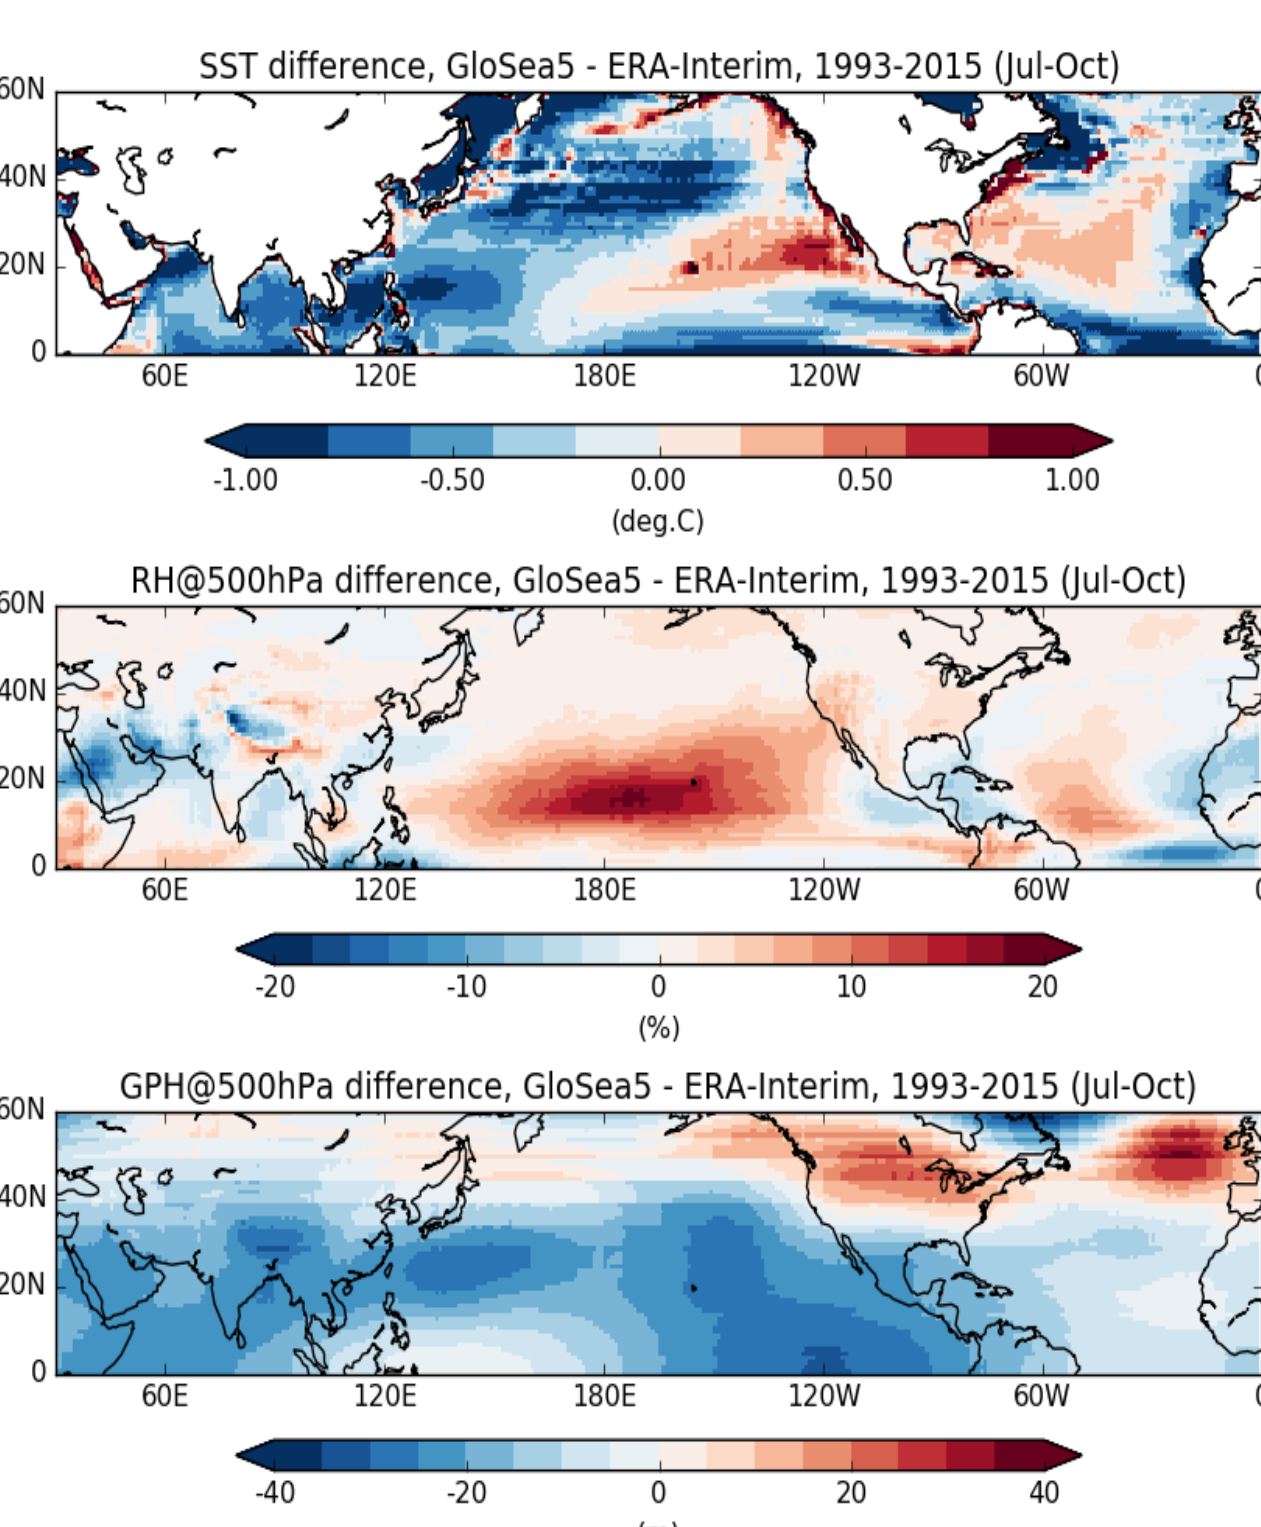 SST difference, GloSea5 - ERA-Interim, 1993-2015 (Jul-Oct)
60N
40N
20N
0
60E 120E 180E 120W 60W 0
-1.00 -0.50 0.00 0.50 1.00
(deg.C)
RH@500hPa difference, GloSea5 - ERA-Interim, 1993-2015 (Jul-Oct)
60N
40N
20N
0
60E 120E 180E 120W 60W 0
-20 -10 0 10 20
(%)
GPH@500hPa difference, GloSea5 - ERA-Interim, 1993-2015 (Jul-Oct)
60N
40N
20N
0
60E 120E 180E 120W 60W 0
-40 -20 0 20 40